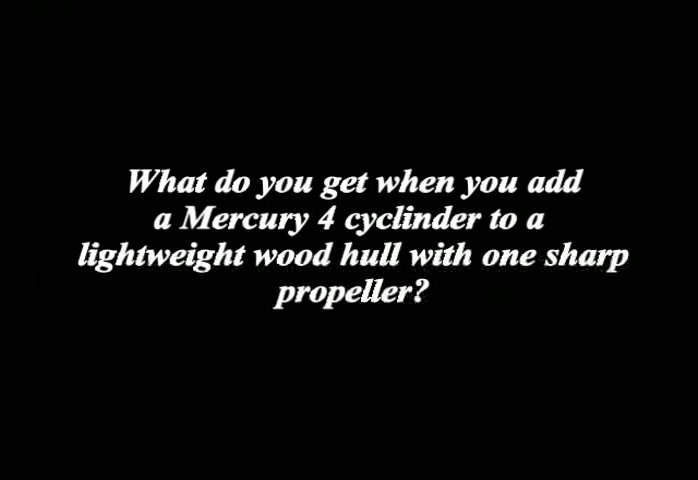 What do you get when you add
a Mercury 4 cyclinder to a
lightweight wood hull with one sharp
propeller?